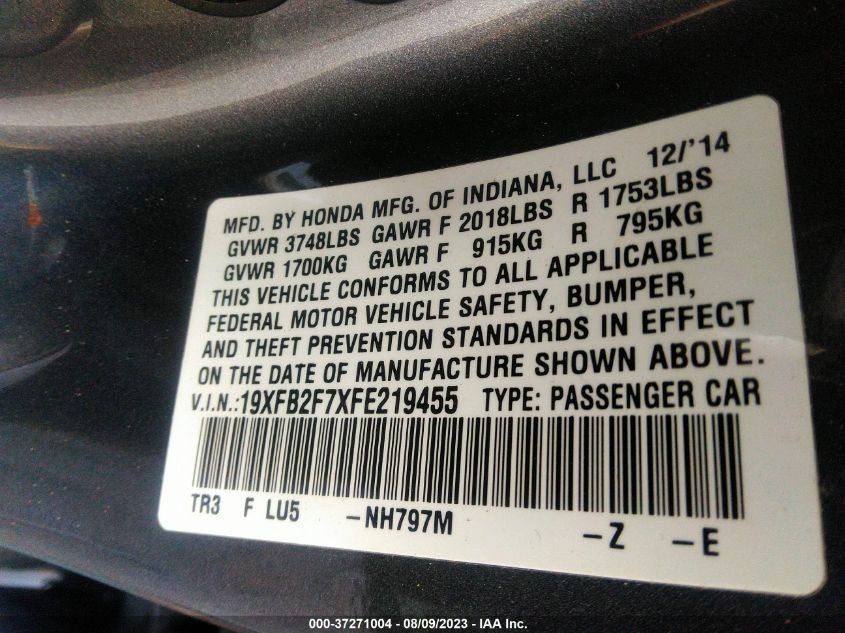 MFD. BY HONDA MFG. OF INDIANA, LLC 12/'14
GVWR 3748LBS GAWR F 2018LBS R 1753LBS
GVWR 1700KG GAWR F 915KG R 795KG
THIS VEHICLE CONFORMS TO ALL APPLICABLE
FEDERAL MOTOR VEHICLE SAFETY, BUMPER,
AND THEFT PREVENTION STANDARDS IN EFFECT
ON THE DATE OF MANUFACTURE SHOWN ABOVE.
V.I.N.:19XFB2F7XFE219455 TYPE: PASSENGER CAR
TR3 F LU5 -NH797M -Z -E
000-37271004 - 08/09/2023 - IAA Inc.